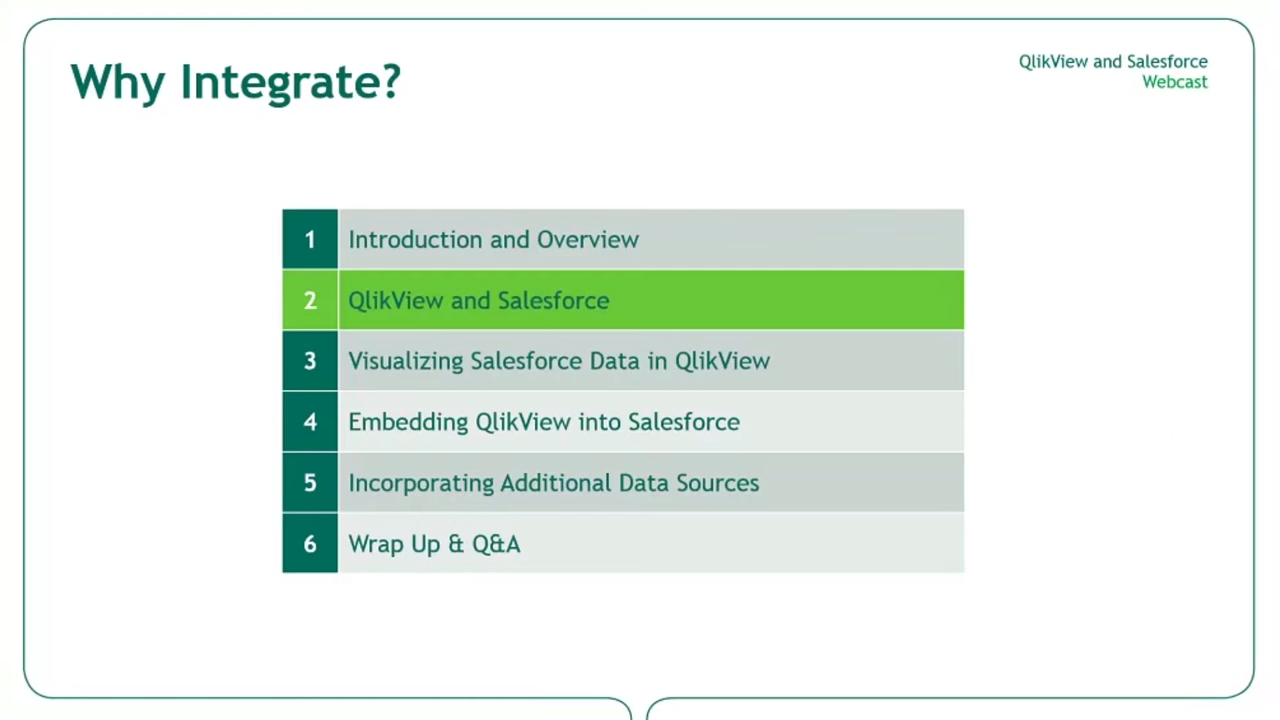 Why Integrate?
QlikView and Salesforce
Webcast
1 Introduction and Overview
2 QlikView and Salesforce
3 Visualizing Salesforce Data in QlikView
4 Embedding QlikView into Salesforce
5 Incorporating Additional Data Sources
6 Wrap Up & Q&A